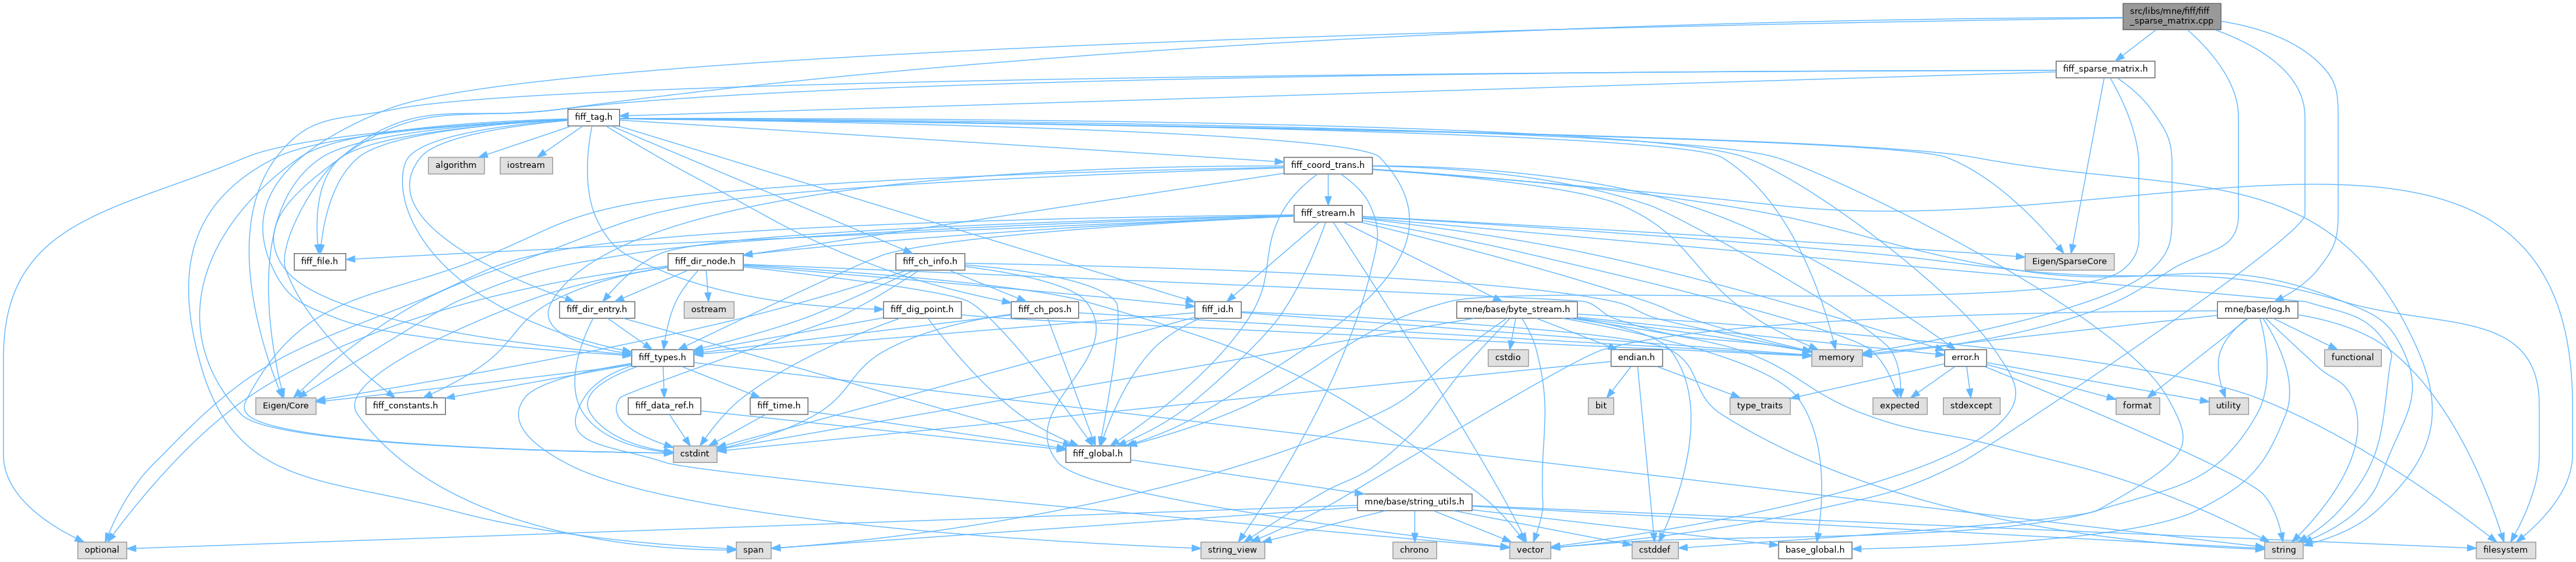 src/libs/mne/fiff/fiff
_sparse_matrix.cpp
fiff_sparse_matrix.h
fiff_tag.h
algorithm
iostream
fiff_coord_trans.h
fiff_stream.h
fiff_file.h
fiff_dir_node.h
fiff_ch_info.h
Eigen/SparseCore
fiff_dir_entry.h
ostream
fiff_dig_point.h
fiff_ch_pos.h
fiff_id.h
mne/base/byte_stream.h
mne/base/log.h
fiff_types.h
cstdio
endian.h
memory
error.h
functional
Eigen/Core
fiff_constants.h
fiff_data_ref.h
fiff_time.h
bit
type_traits
expected
stdexcept
format
utility
cstdint
fiff_global.h
mne/base/string_utils.h
optional
span
string_view
chrono
vector
cstddef
base_global.h
string
filesystem